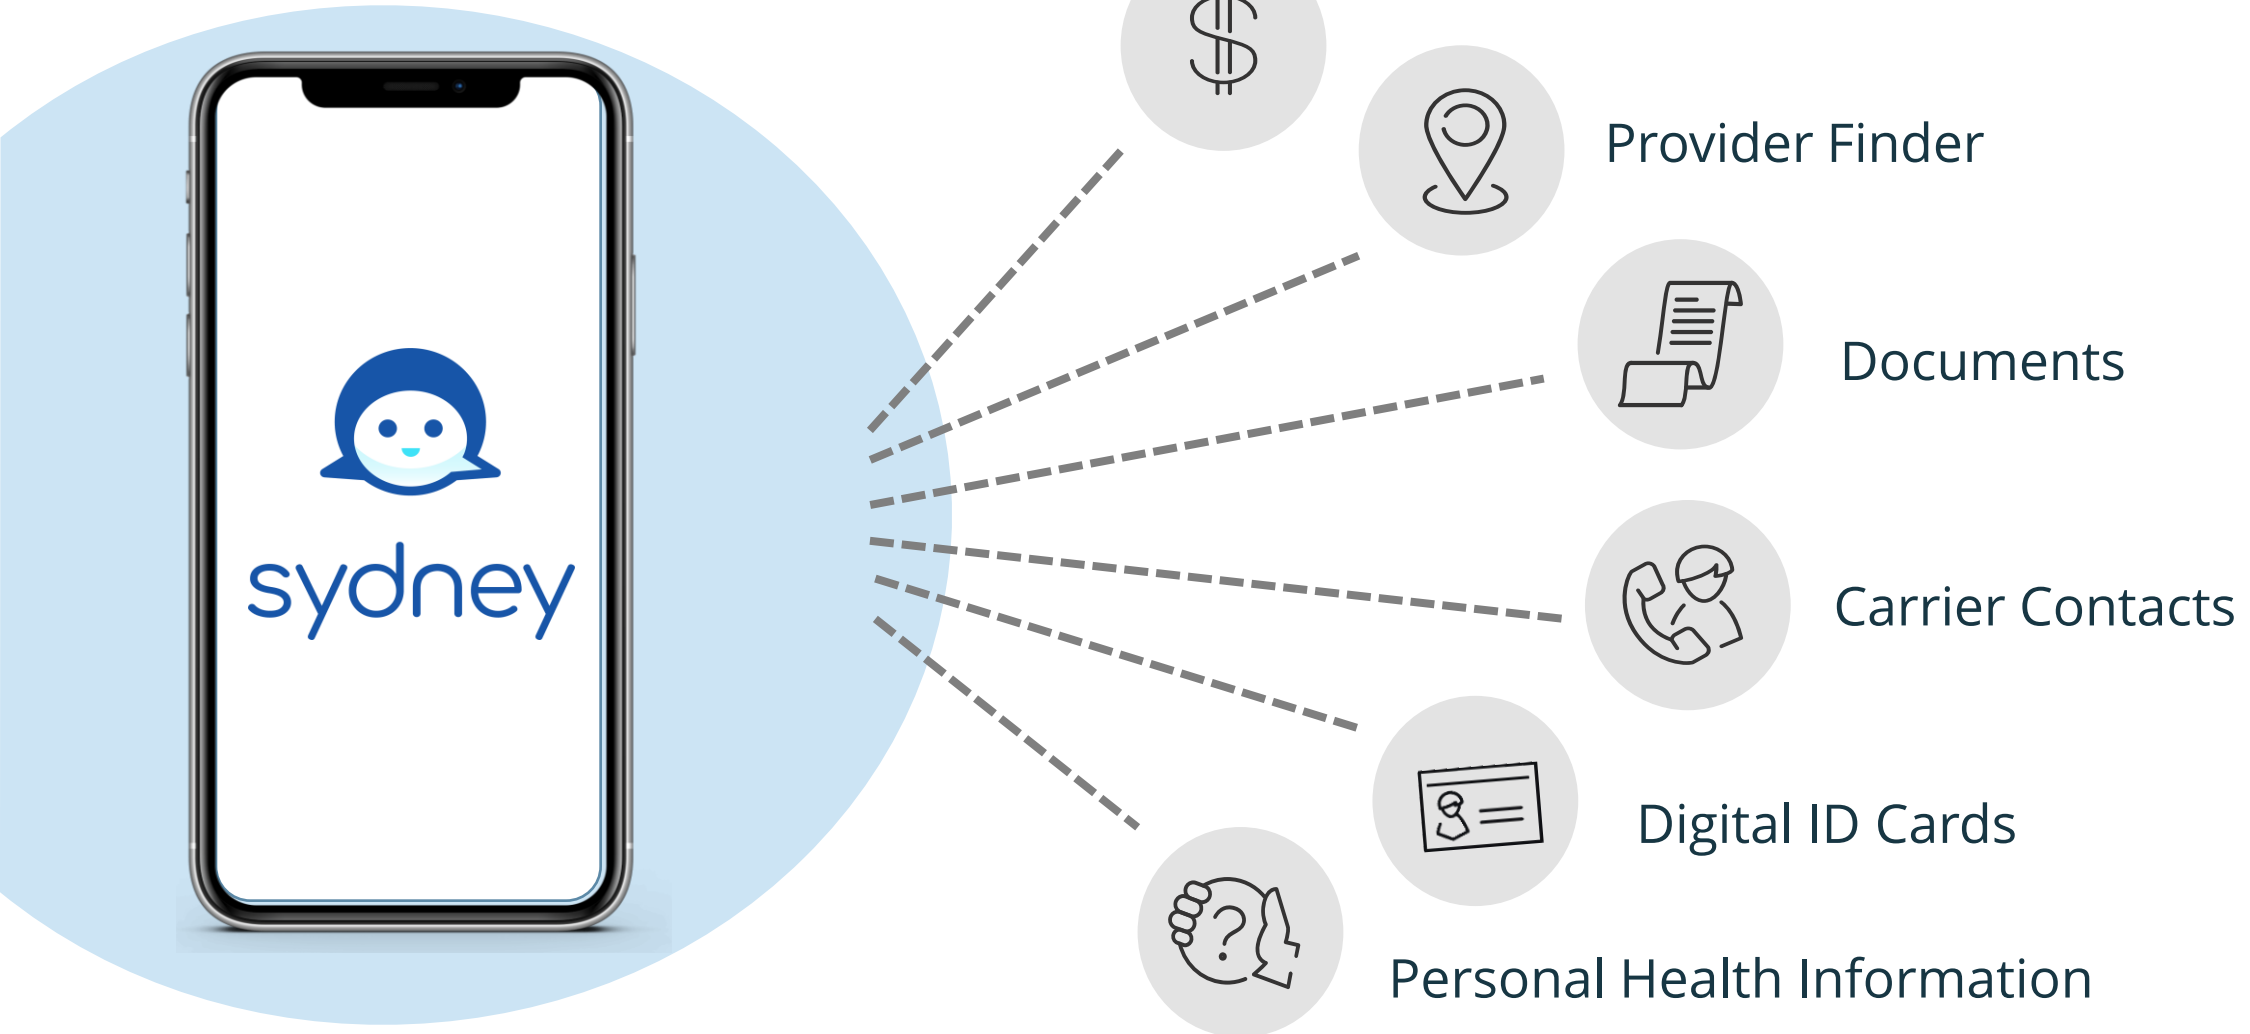 $
Provider Finder
Documents
sydney
Carrier Contacts
Digital ID Cards
?
Personal Health Information